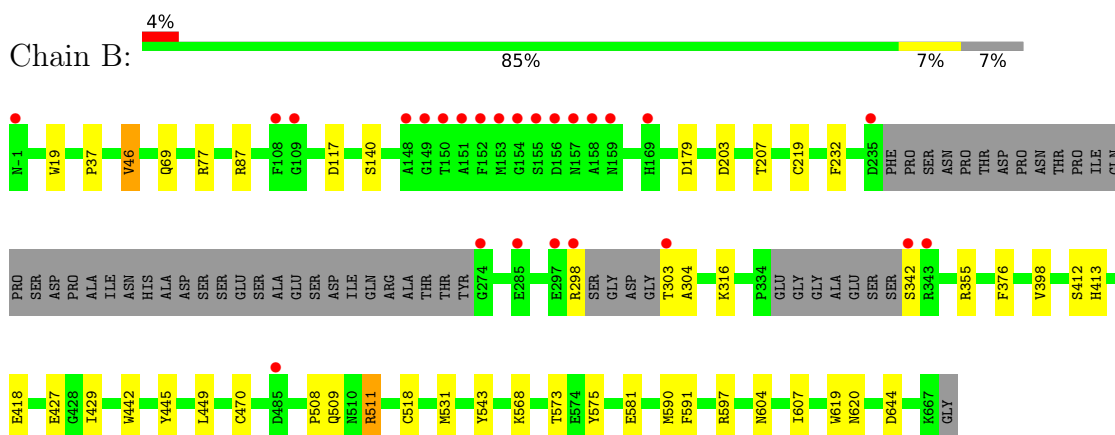 4%
Chain B:
85% 7% 7%
N-1 W19 P37 V46 Q69 R77 R87 F108 G109 D117 S140 A148 G149 T150 A151 F152 M153 G154 S155 D156 N157 A158 N159 H169 D179 D203 T207 C219 F232 D235 PHE PRO SER ASN PRO THR ASP PRO ASN THR PRO ILE GLN
PRO SER ASP PRO ALA ILE ASN HIS ALA ASP SER SER GLU SER ALA GLU SER ASP ILE GLN ARG ALA THR THR TYR G274 E285 E297 R298 SER GLY ASP GLY T303 A304 K316 P334 GLU GLY GLY ALA GLU SER SER S342 R343 R355 F376 V398 S412 H413
E418 E427 G428 I429 W442 Y445 L449 C470 D485 P508 Q509 N510 R511 C518 M531 Y543 K568 T573 E574 Y575 E581 M590 F591 R597 N604 I607 W619 N620 D644 K667 GLY